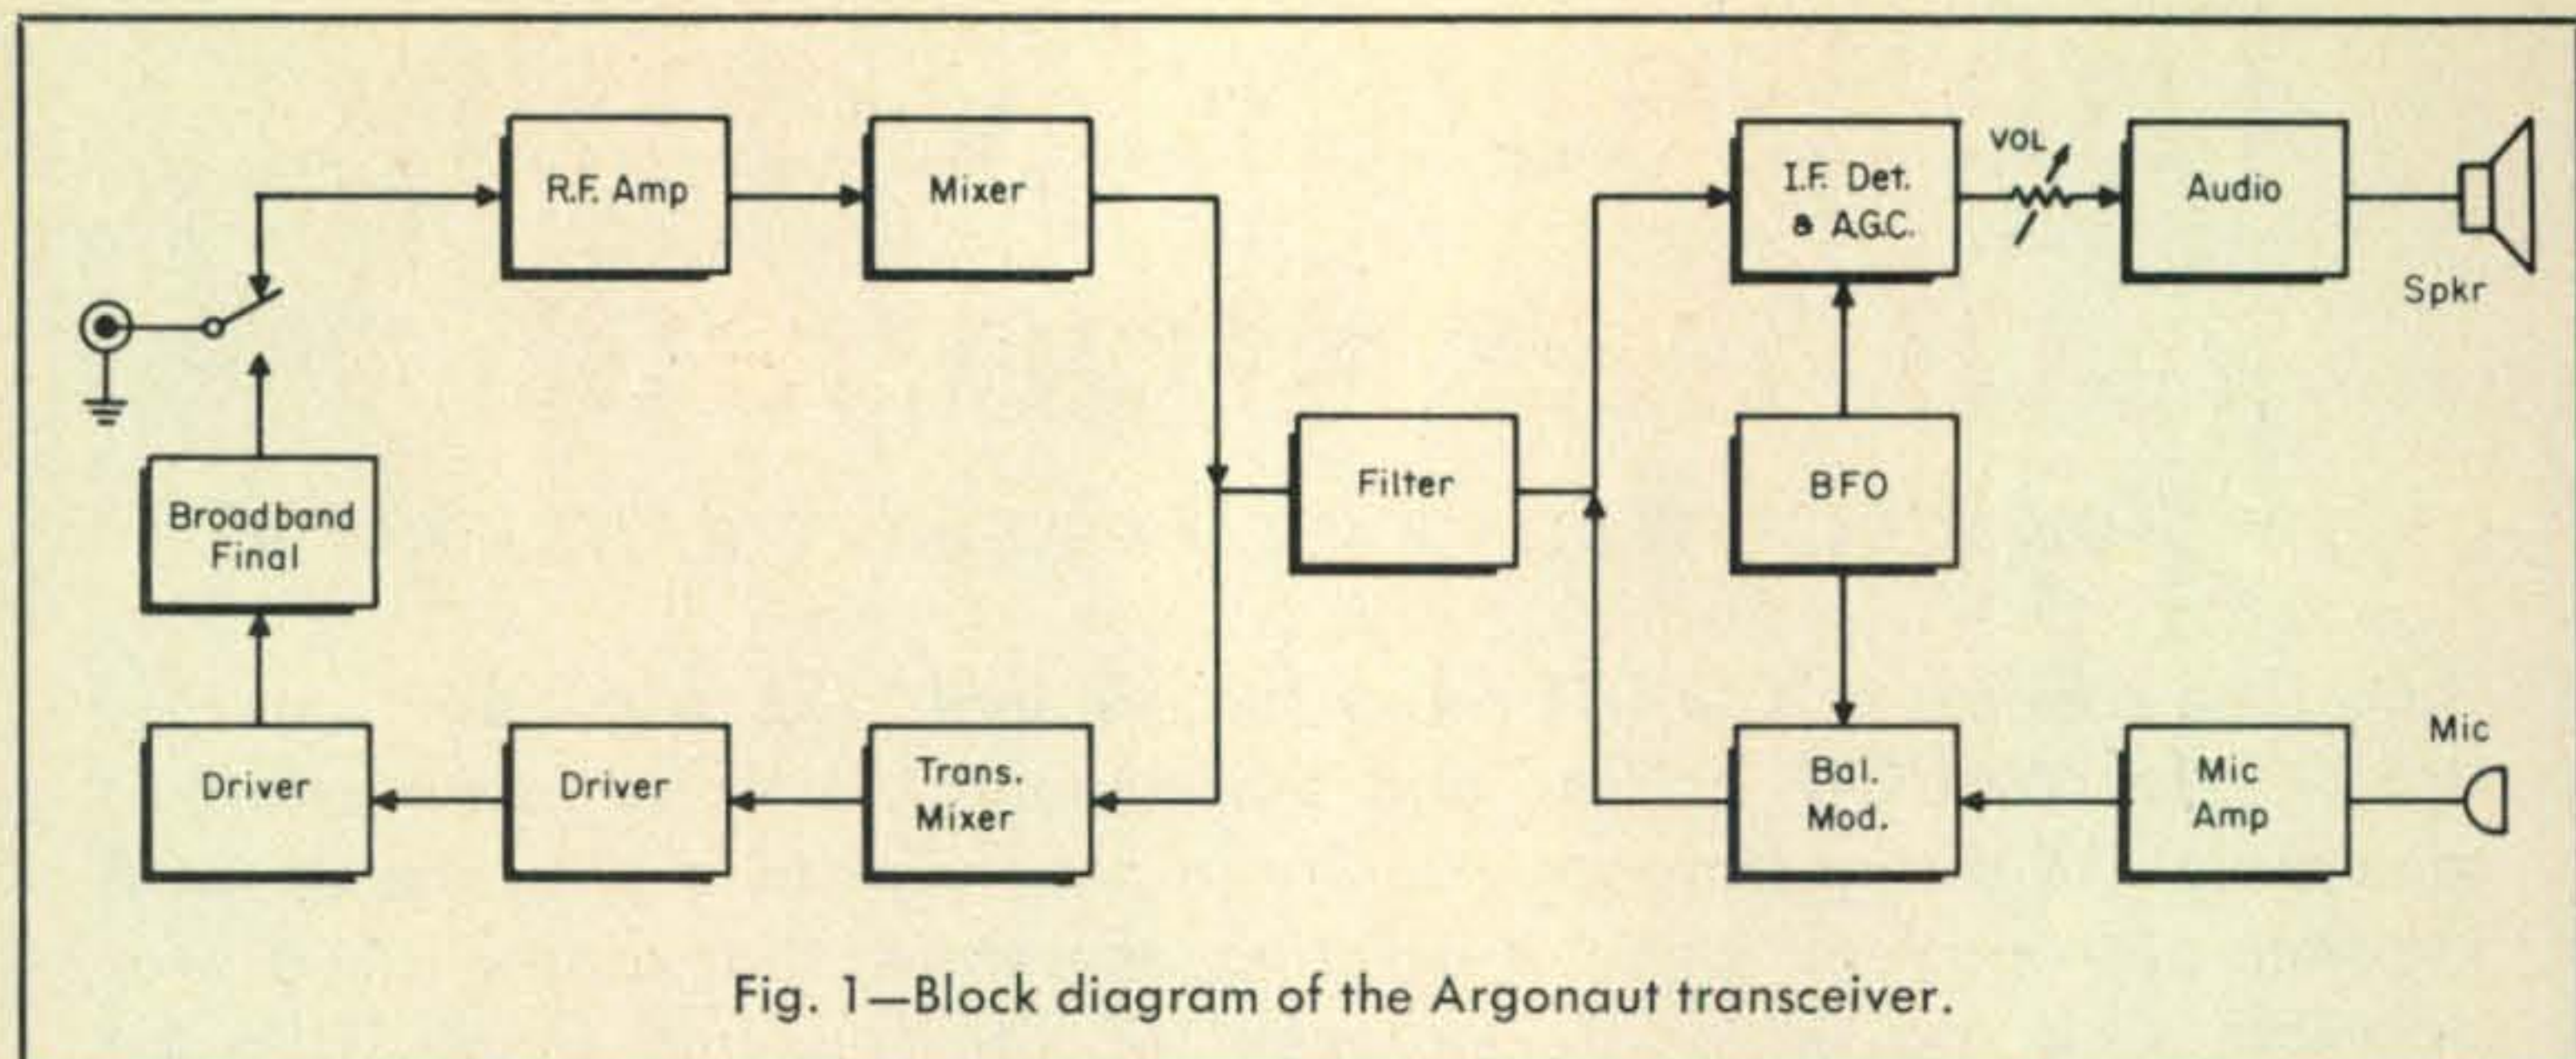 R.F. Amp
Mixer
I.F. Det.
& A.G.C.
VOL
Audio
Spkr
Broadband
Final
Filter
BFO
Driver
Driver
Trans.
Mixer
Bal.
Mod.
Mic
Amp
Mic
Fig. 1—Block diagram of the Argonaut transceiver.